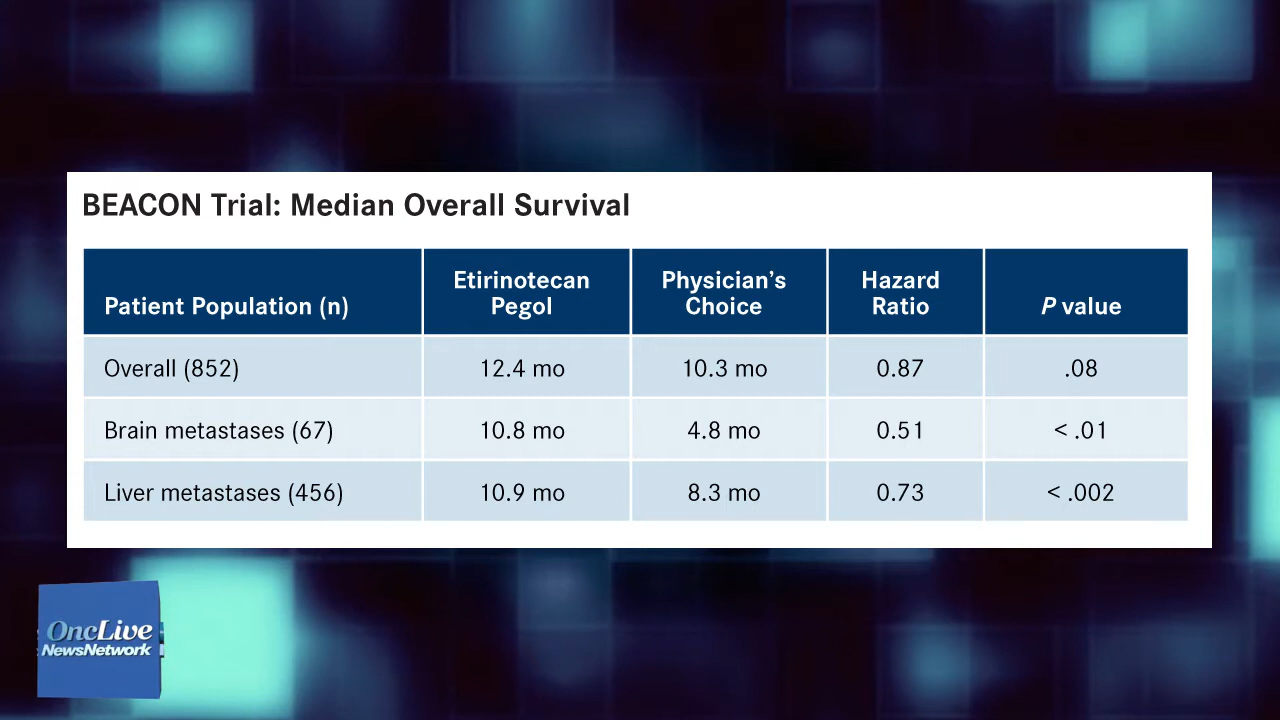 BEACON Trial: Median Overall Survival
Patient Population (n) Etirinotecan Pegol Physician’s Choice Hazard Ratio P value
Overall (852) 12.4 mo 10.3 mo 0.87 .08
Brain metastases (67) 10.8 mo 4.8 mo 0.51 < .01
Liver metastases (456) 10.9 mo 8.3 mo 0.73 < .002
OncLive
NewsNetwork